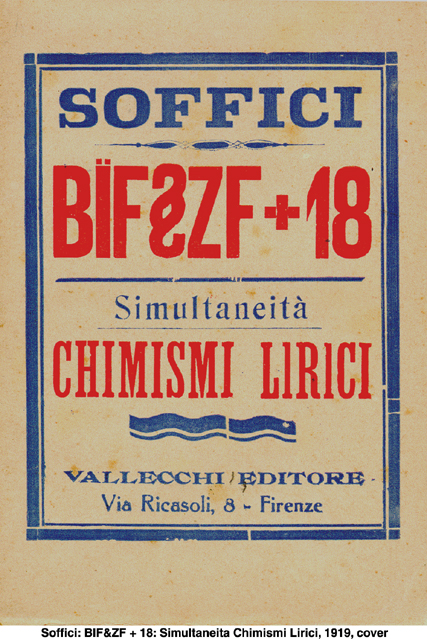 SOFFICI
BÏF§ZF+18
Simultaneità
CHIMISMI LIRICI
VALLECCHI EDITORE
Via Ricasoli, 8 - Firenze
Soffici: BIF&ZF + 18: Simultaneita Chimismi Lirici, 1919, cover